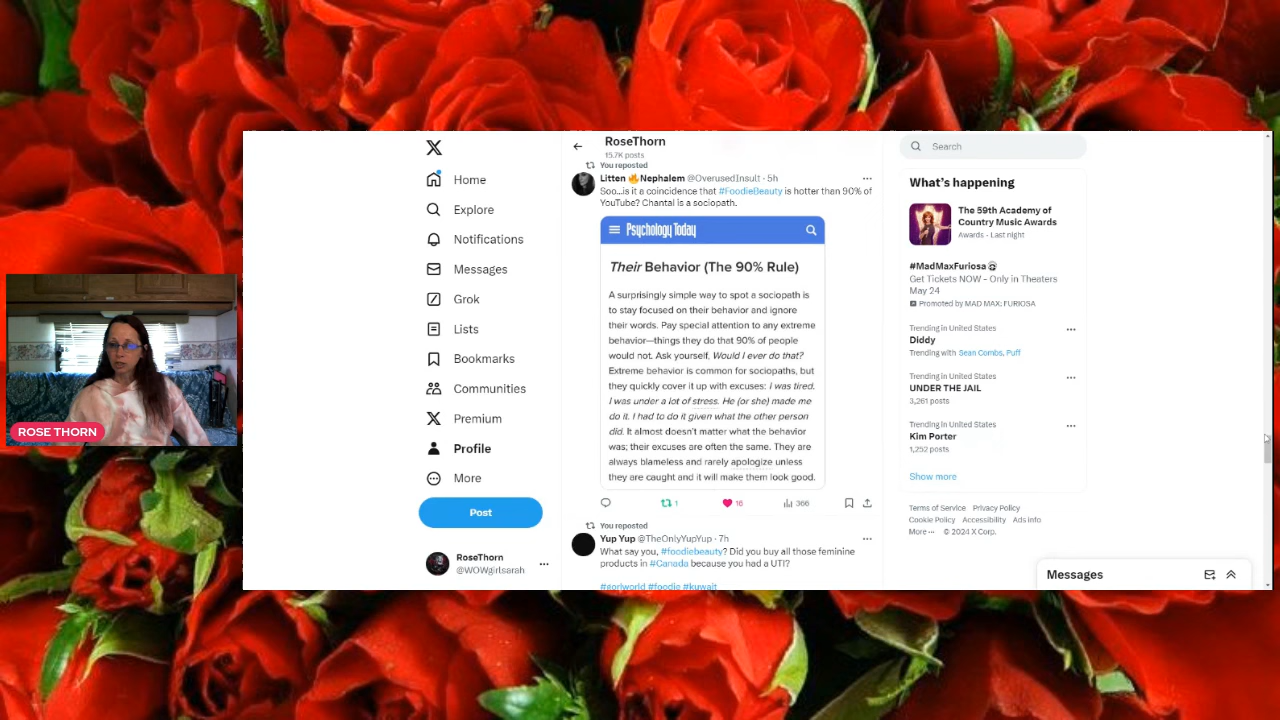 RoseThorn
15.7K posts
Home
Explore
Notifications
Messages
Grok
Lists
Bookmarks
Communities
Premium
Profile
More
Post
RoseThorn
@WOWgirlsarah
You reposted
Litten 🔥Nephalem @OverusedInsult · 5h
Soo...is it a coincidence that #FoodieBeauty is hotter than 90% of
YouTube? Chantal is a sociopath.
Psychology Today
Their Behavior (The 90% Rule)
A surprisingly simple way to spot a sociopath is
to stay focused on their behavior and ignore
their words. Pay special attention to any extreme
behavior—things they do that 90% of people
would not. Ask yourself, Would I ever do that?
Extreme behavior is common for sociopaths, but
they quickly cover it up with excuses: I was tired.
I was under a lot of stress. He (or she) made me
do it. I had to do it given what the other person
did. It almost doesn't matter what the behavior
was; their excuses are often the same. They are
always blameless and rarely apologize unless
they are caught and it will make them look good.
1 16 366
You reposted
Yup Yup @TheOnlyYupYup · 7h
What say you, #foodiebeauty? Did you buy all those feminine
products in #Canada because you had a UTI?
#gorlworld #foodie #kuwait
Search
What's happening
The 59th Academy of
Country Music Awards
Awards · Last night
#MadMaxFuriosa
Get Tickets NOW – Only in Theaters
May 24
Promoted by MAD MAX: FURIOSA
Trending in United States
Diddy
Trending with Sean Combs, Puff
Trending in United States
UNDER THE JAIL
3,261 posts
Trending in United States
Kim Porter
1,252 posts
Show more
Terms of Service Privacy Policy
Cookie Policy Accessibility Ads info
More ··· © 2024 X Corp.
Messages
ROSE THORN